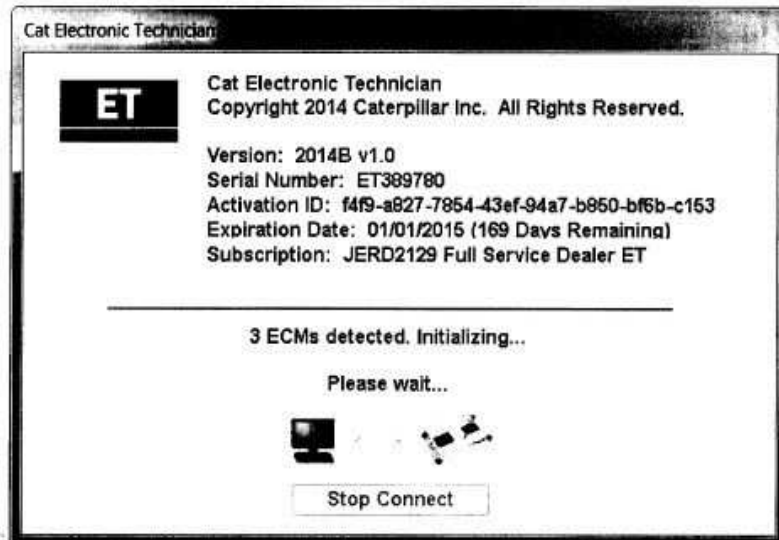 Cat Electronic Technician
ET
Cat Electronic Technician
Copyright 2014 Caterpillar Inc. All Rights Reserved.
Version: 2014B v1.0
Serial Number: ET389780
Activation ID: f4f9-a827-7854-43ef-94a7-b850-bf6b-c153
Expiration Date: 01/01/2015 (169 Days Remaining)
Subscription: JERD2129 Full Service Dealer ET
3 ECMs detected. Initializing...
Please wait...
Stop Connect